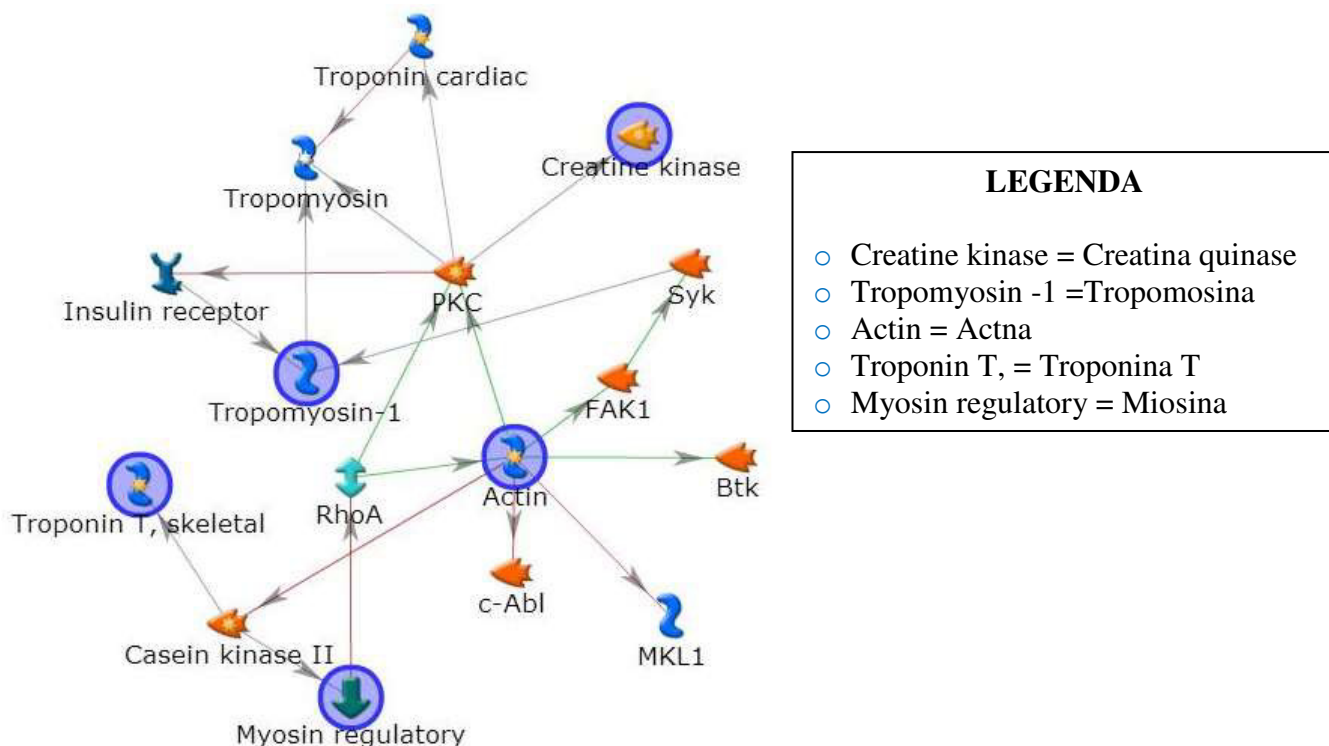 Troponin cardiac
Creatine kinase
Tropomyosin
PKC
Syk
Insulin receptor
FAK1
Tropomyosin-1
Btk
Actin
RhoA
Troponin T, skeletal
c-Abl
MKL1
Casein kinase II
Myosin regulatory
LEGENDA
Creatine kinase = Creatina quinase
Tropomyosin -1 =Tropomosina
Actin = Actna
Troponin T, = Troponina T
Myosin regulatory = Miosina